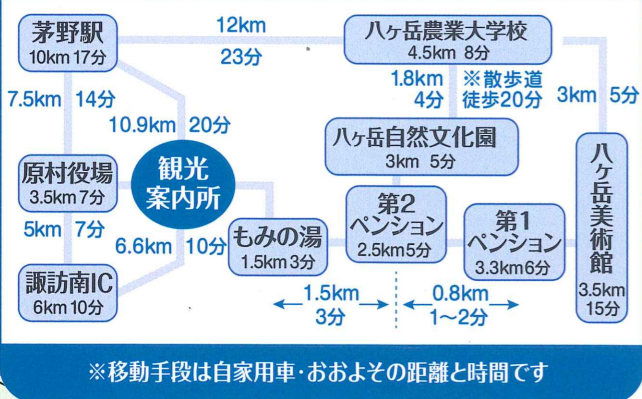 茅野駅
10km 17分
12km
23分
八ヶ岳農業大学校
4.5km 8分
7.5km 14分
10.9km 20分
1.8km
4分
※散歩道
徒歩20分
3km 5分
八ヶ岳自然文化園
3km 5分
原村役場
3.5km 7分
観光
案内所
5km 7分
6.6km 10分
もみの湯
1.5km 3分
第2
ペンション
2.5km 5分
第1
ペンション
3.3km 6分
八ヶ岳美術館
3.5km
15分
諏訪南IC
6km 10分
1.5km
3分
0.8km
1〜2分
※移動手段は自家用車・おおよその距離と時間です